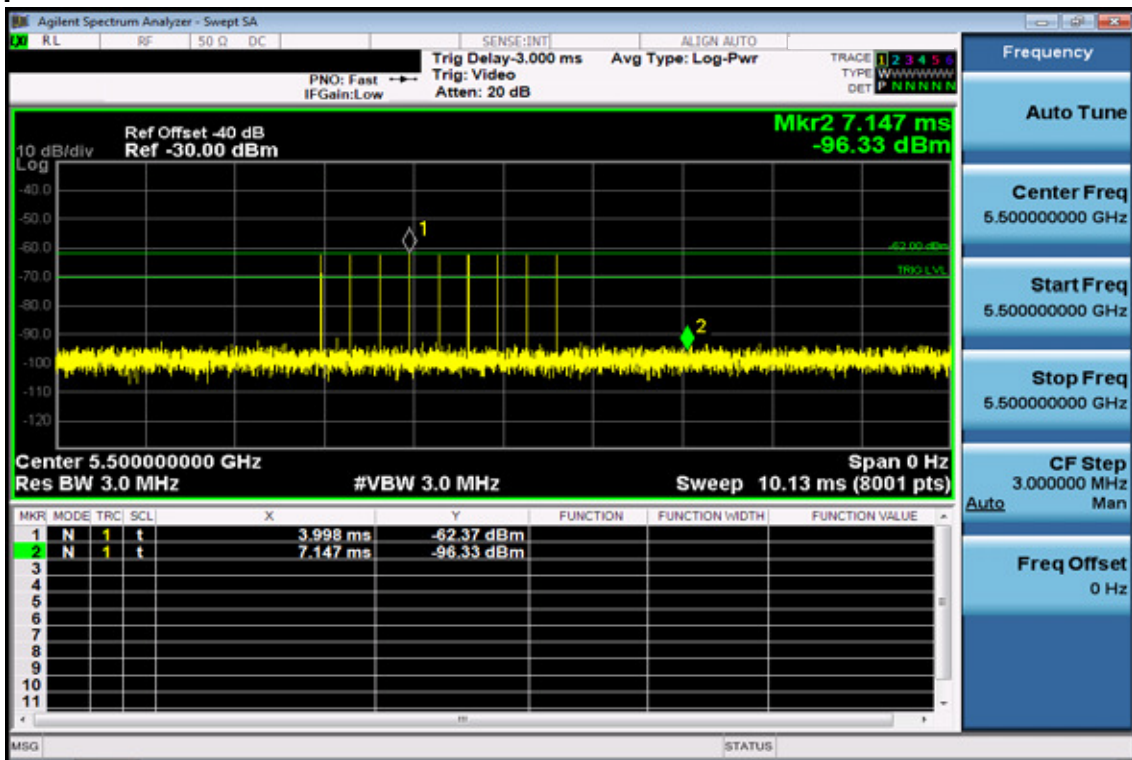 Agilent Spectrum Analyzer - Swept SA
RL RF 50 Ω DC SENSE:INT ALIGN AUTO
Trig Delay-3.000 ms Avg Type: Log-Pwr
PNO: Fast Trig: Video
IFGain:Low Atten: 20 dB
TRACE 1 2 3 4 5 6
TYPE WWWWWW
DET P N N N N N
Mkr2 7.147 ms
-96.33 dBm
Ref Offset -40 dB
10 dB/div Ref -30.00 dBm
Log
-40.0
-50.0
1
-60.0
-62.00 dBm
-70.0
TRIG LVL
-80.0
-90.0
2
-100
-110
-120
Center 5.500000000 GHz Span 0 Hz
Res BW 3.0 MHz #VBW 3.0 MHz Sweep 10.13 ms (8001 pts)
MKR MODE TRC SCL X Y FUNCTION FUNCTION WIDTH FUNCTION VALUE
1 N 1 t 3.998 ms -62.37 dBm
2 N 1 t 7.147 ms -96.33 dBm
3
4
5
6
7
8
9
10
11
MSG STATUS
Frequency
Auto Tune
Center Freq
5.500000000 GHz
Start Freq
5.500000000 GHz
Stop Freq
5.500000000 GHz
CF Step
3.000000 MHz
Auto Man
Freq Offset
0 Hz